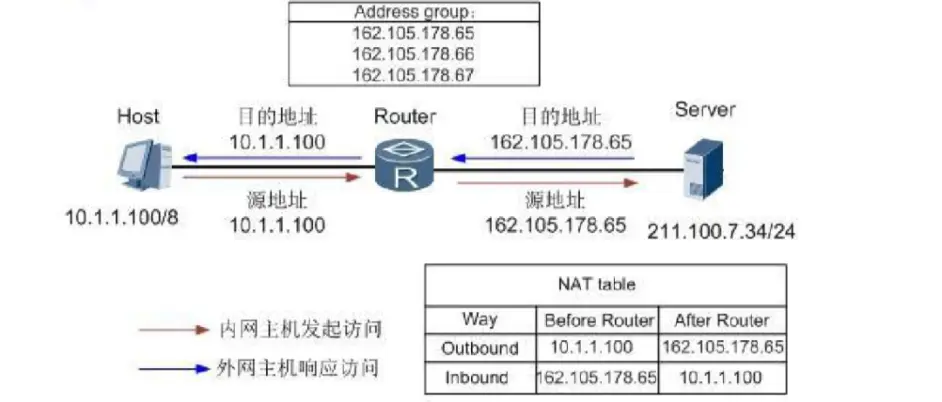 Address group:
162.105.178.65
162.105.178.66
162.105.178.67
Host
目的地址
10.1.1.100
Router
目的地址
162.105.178.65
Server
R
10.1.1.100/8
源地址
10.1.1.100
源地址
162.105.178.65
211.100.7.34/24
内网主机发起访问
外网主机响应访问
NAT table
Way Before Router After Router
Outbound 10.1.1.100 162.105.178.65
Inbound 162.105.178.65 10.1.1.100